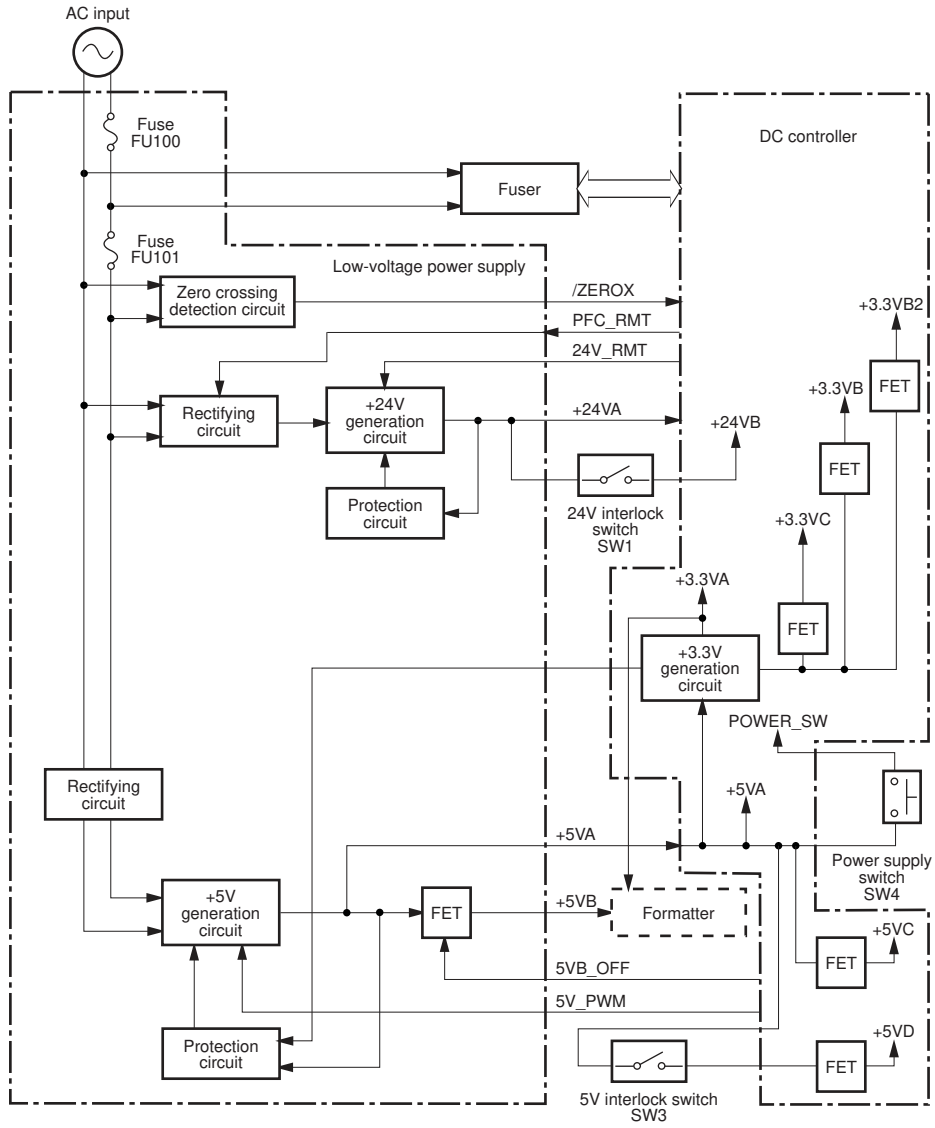 AC input
Fuse
FU100
DC controller
Fuser
Fuse
FU101
Low-voltage power supply
Zero crossing
detection circuit
/ZEROX
+3.3VB2
PFC_RMT
24V_RMT
FET
+3.3VB
Rectifying
circuit
+24V
generation
circuit
+24VA
+24VB
FET
Protection
circuit
24V interlock
switch
SW1
+3.3VC
+3.3VA
FET
+3.3V
generation
circuit
POWER_SW
Rectifying
circuit
+5VA
+5VA
Power supply
switch
SW4
+5V
generation
circuit
FET
+5VB
Formatter
+5VC
FET
5VB_OFF
5V_PWM
Protection
circuit
+5VD
FET
5V interlock switch
SW3